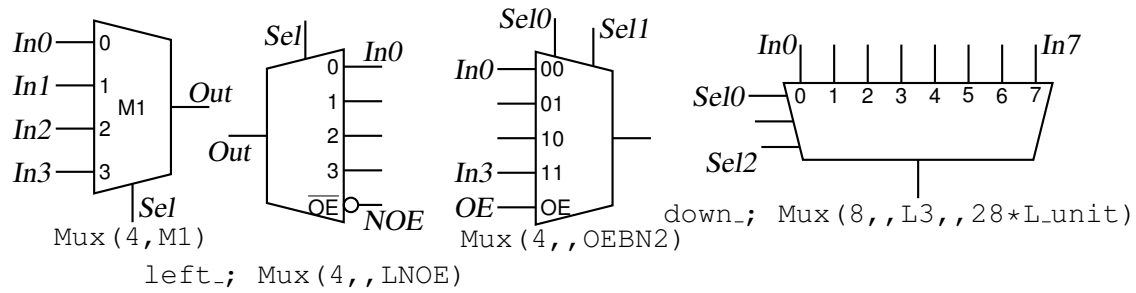 In0
In1
In2
In3
0
1
2
3
M1
Out
Sel
Mux(4,M1)
Sel
Out
0
1
2
3
OE
In0
NOE
left_; Mux(4,,LNOE)
Sel0
Sel1
In0
In3
OE
00
01
10
11
OE
Mux(4,,OEBN2)
In0
In7
0 1 2 3 4 5 6 7
Sel0
Sel2
down_; Mux(8,,L3,,28*L_unit)